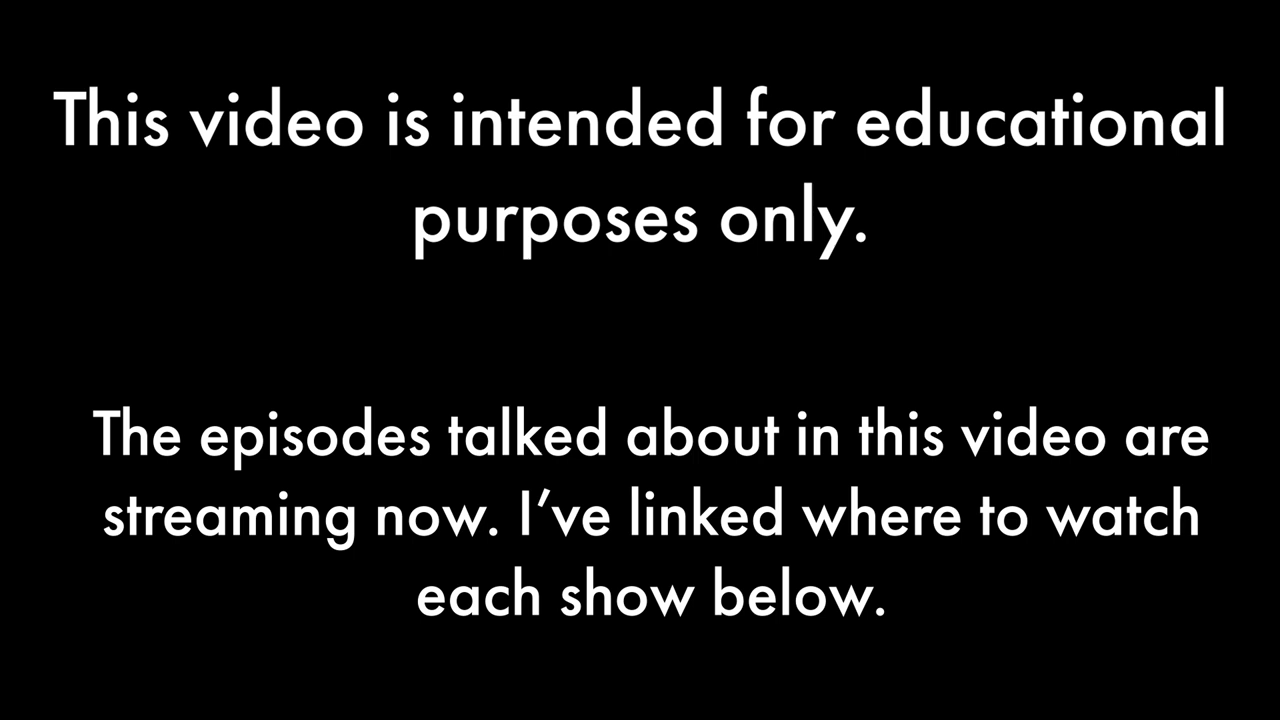 This video is intended for educational
purposes only.
The episodes talked about in this video are
streaming now. I’ve linked where to watch
each show below.